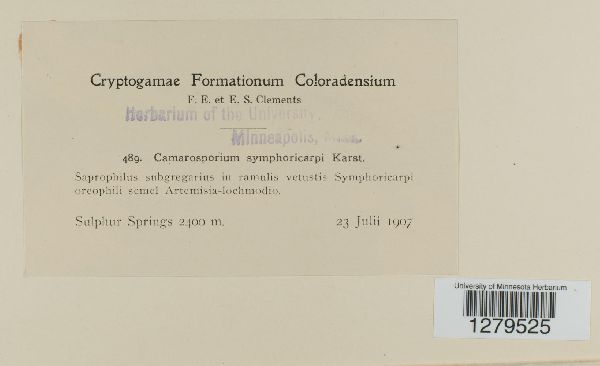 Cryptogamae Formationum Coloradensium
F. E. et E. S. Clements
Herbarium of the University,
Minneapolis, Minn.
489. Camarosporium symphoricarpi Karst.
Saprophilus subgregarius in ramulis vetustis Symphoricarpi
oreophili semel Artemisia-lochmodio.
Sulphur Springs 2400 m. 23 Julii 1907
University of Minnesota Herbarium
1279525